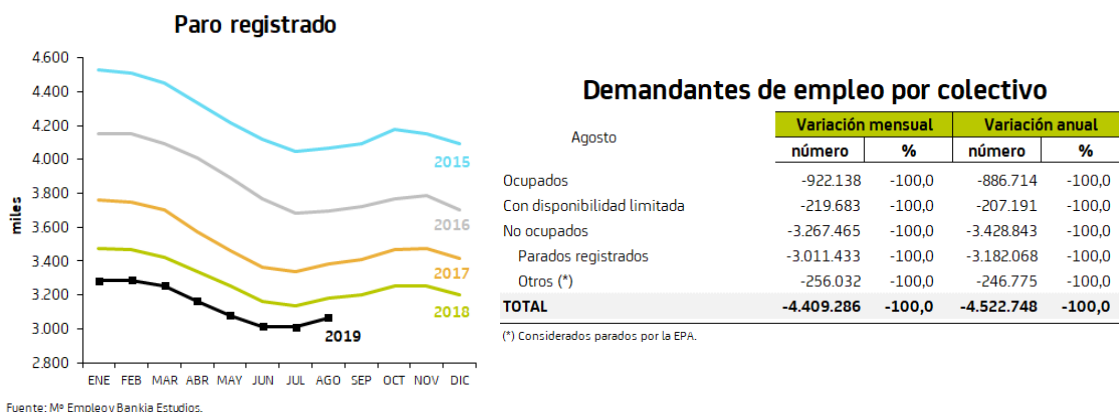 Paro registrado
4.600
4.400
4.200
4.000
3.800
3.600
3.400
3.200
3.000
2.800
miles
2015
2016
2017
2018
2019
ENE FEB MAR ABR MAY JUN JUL AGO SEP OCT NOV DIC
Fuente: Mº Empleo y Bankia Estudios.
Demandantes de empleo por colectivo
Agosto
Variación mensual Variación anual
número % número %
Ocupados -922.138 -100,0 -886.714 -100,0
Con disponibilidad limitada -219.683 -100,0 -207.191 -100,0
No ocupados -3.267.465 -100,0 -3.428.843 -100,0
Parados registrados -3.011.433 -100,0 -3.182.068 -100,0
Otros (*) -256.032 -100,0 -246.775 -100,0
TOTAL -4.409.286 -100,0 -4.522.748 -100,0
(*) Considerados parados por la EPA.